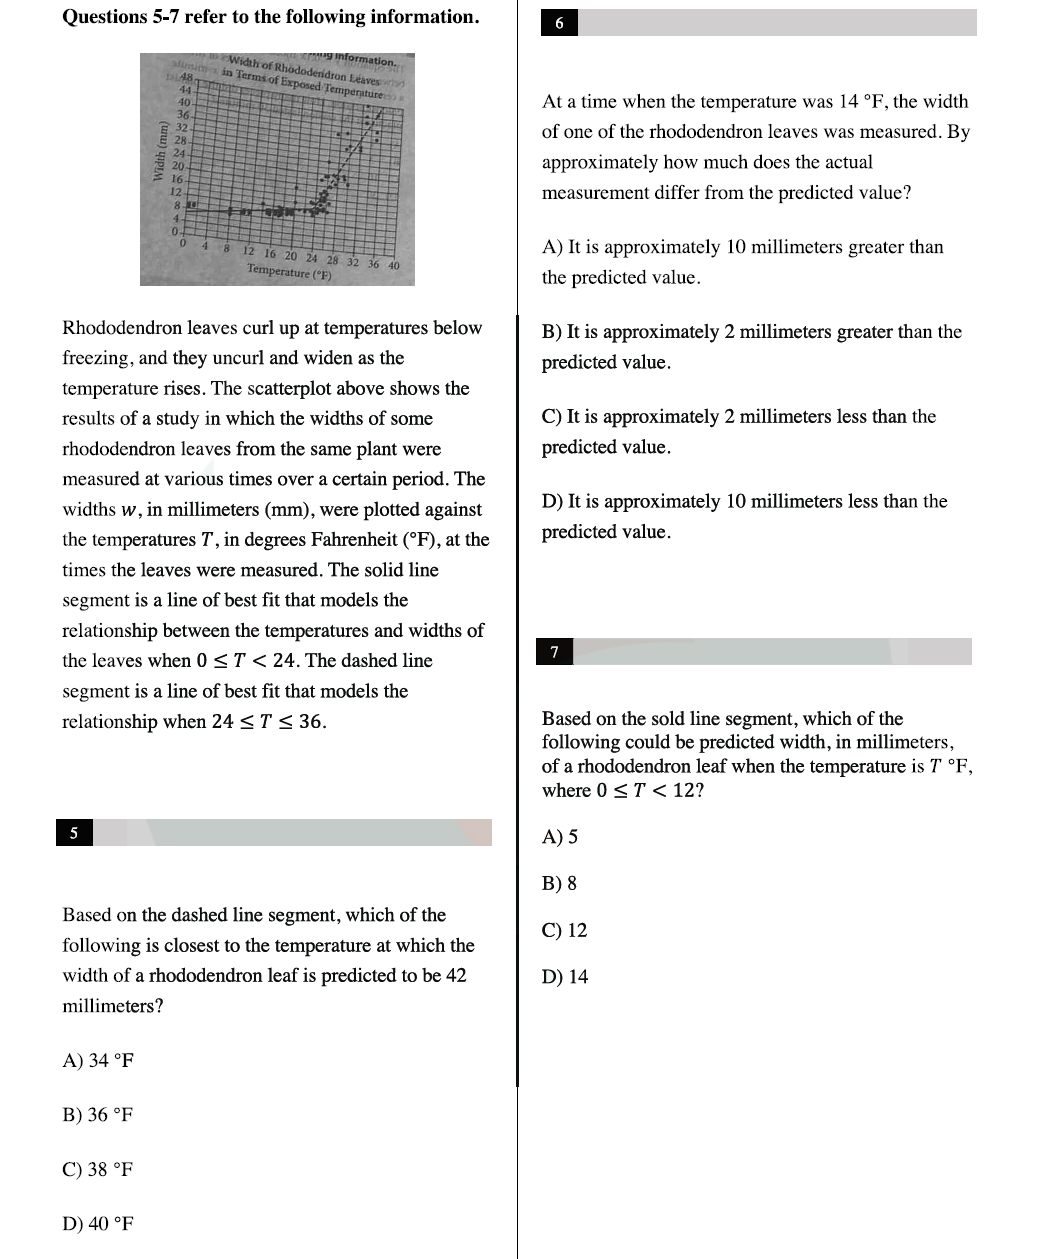 Questions 5-7 refer to the following information.
information.
Width of Rhododendron Leaves
in Terms of Exposed Temperature
Width (mm)
48
44
40
36
32
28
24
20
16
12
8
4
0
0 4 8 12 16 20 24 28 32 36 40
Temperature (°F)
Rhododendron leaves curl up at temperatures below
freezing, and they uncurl and widen as the
temperature rises. The scatterplot above shows the
results of a study in which the widths of some
rhododendron leaves from the same plant were
measured at various times over a certain period. The
widths w, in millimeters (mm), were plotted against
the temperatures T, in degrees Fahrenheit (°F), at the
times the leaves were measured. The solid line
segment is a line of best fit that models the
relationship between the temperatures and widths of
the leaves when 0 ≤ T < 24. The dashed line
segment is a line of best fit that models the
relationship when 24 ≤ T ≤ 36.
5
Based on the dashed line segment, which of the
following is closest to the temperature at which the
width of a rhododendron leaf is predicted to be 42
millimeters?
A) 34 °F
B) 36 °F
C) 38 °F
D) 40 °F
6
At a time when the temperature was 14 °F, the width
of one of the rhododendron leaves was measured. By
approximately how much does the actual
measurement differ from the predicted value?
A) It is approximately 10 millimeters greater than
the predicted value.
B) It is approximately 2 millimeters greater than the
predicted value.
C) It is approximately 2 millimeters less than the
predicted value.
D) It is approximately 10 millimeters less than the
predicted value.
7
Based on the sold line segment, which of the
following could be predicted width, in millimeters,
of a rhododendron leaf when the temperature is T °F,
where 0 ≤ T < 12?
A) 5
B) 8
C) 12
D) 14